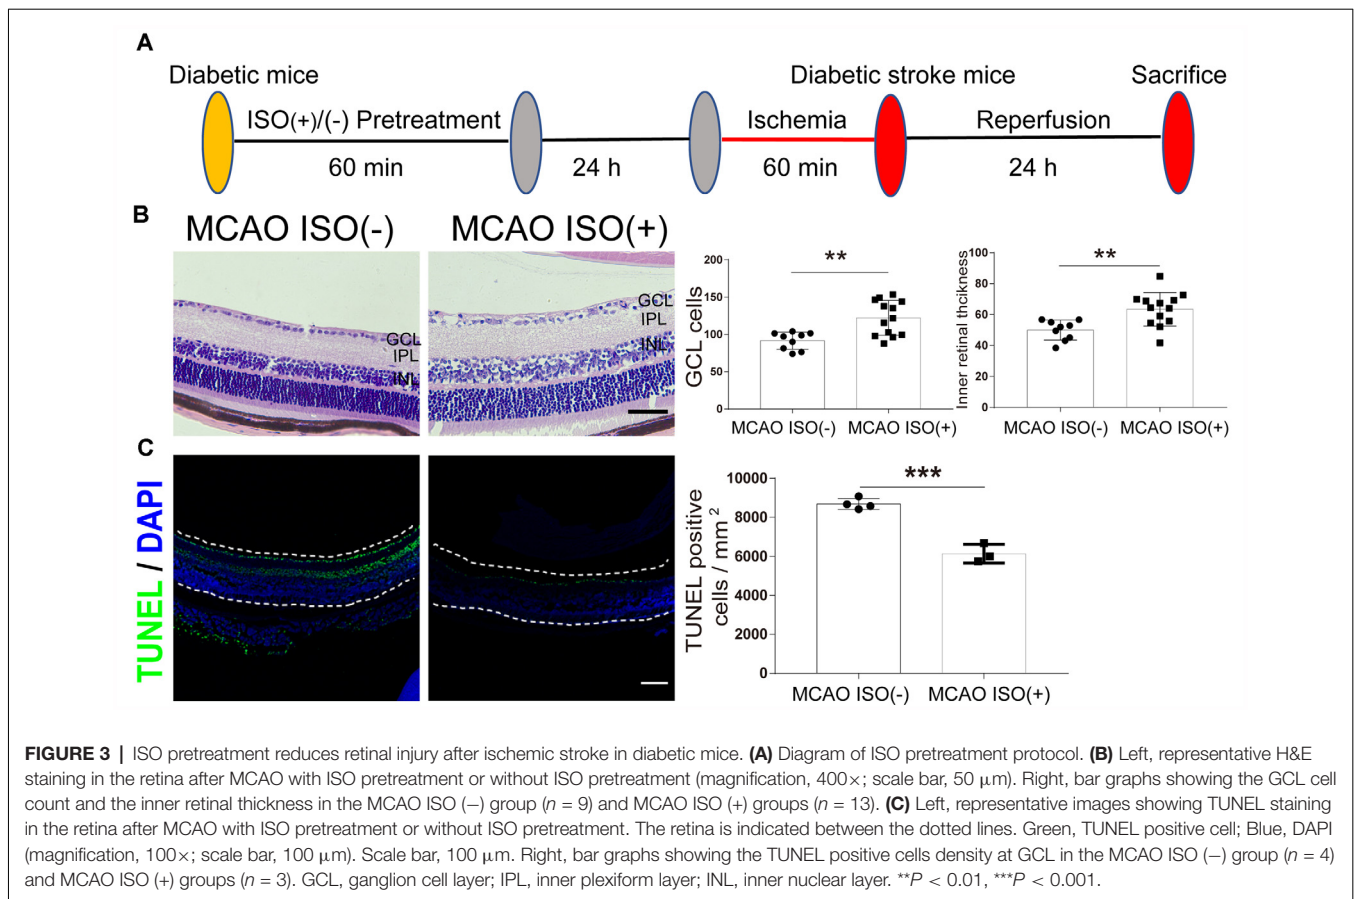 A
Diabetic mice
Diabetic stroke mice
Sacrifice
ISO(+)/(-) Pretreatment
Ischemia
Reperfusion
60 min
24 h
60 min
24 h
B
MCAO ISO(-)
MCAO ISO(+)
GCL
IPL
INL
GCL
IPL
INL
GCL cells
200
150
100
50
0
**
MCAO ISO(-)
MCAO ISO(+)
Inner retinal thcikness
100
80
60
40
20
0
**
MCAO ISO(-)
MCAO ISO(+)
C
TUNEL / DAPI
TUNEL positive
cells / mm²
10000
8000
6000
4000
2000
0
***
MCAO ISO(-)
MCAO ISO(+)
FIGURE 3 | ISO pretreatment reduces retinal injury after ischemic stroke in diabetic mice. (A) Diagram of ISO pretreatment protocol. (B) Left, representative H&E
staining in the retina after MCAO with ISO pretreatment or without ISO pretreatment (magnification, 400×; scale bar, 50 μm). Right, bar graphs showing the GCL cell
count and the inner retinal thickness in the MCAO ISO (−) group (n = 9) and MCAO ISO (+) groups (n = 13). (C) Left, representative images showing TUNEL staining
in the retina after MCAO with ISO pretreatment or without ISO pretreatment. The retina is indicated between the dotted lines. Green, TUNEL positive cell; Blue, DAPI
(magnification, 100×; scale bar, 100 μm). Scale bar, 100 μm. Right, bar graphs showing the TUNEL positive cells density at GCL in the MCAO ISO (−) group (n = 4)
and MCAO ISO (+) groups (n = 3). GCL, ganglion cell layer; IPL, inner plexiform layer; INL, inner nuclear layer. **P < 0.01, ***P < 0.001.